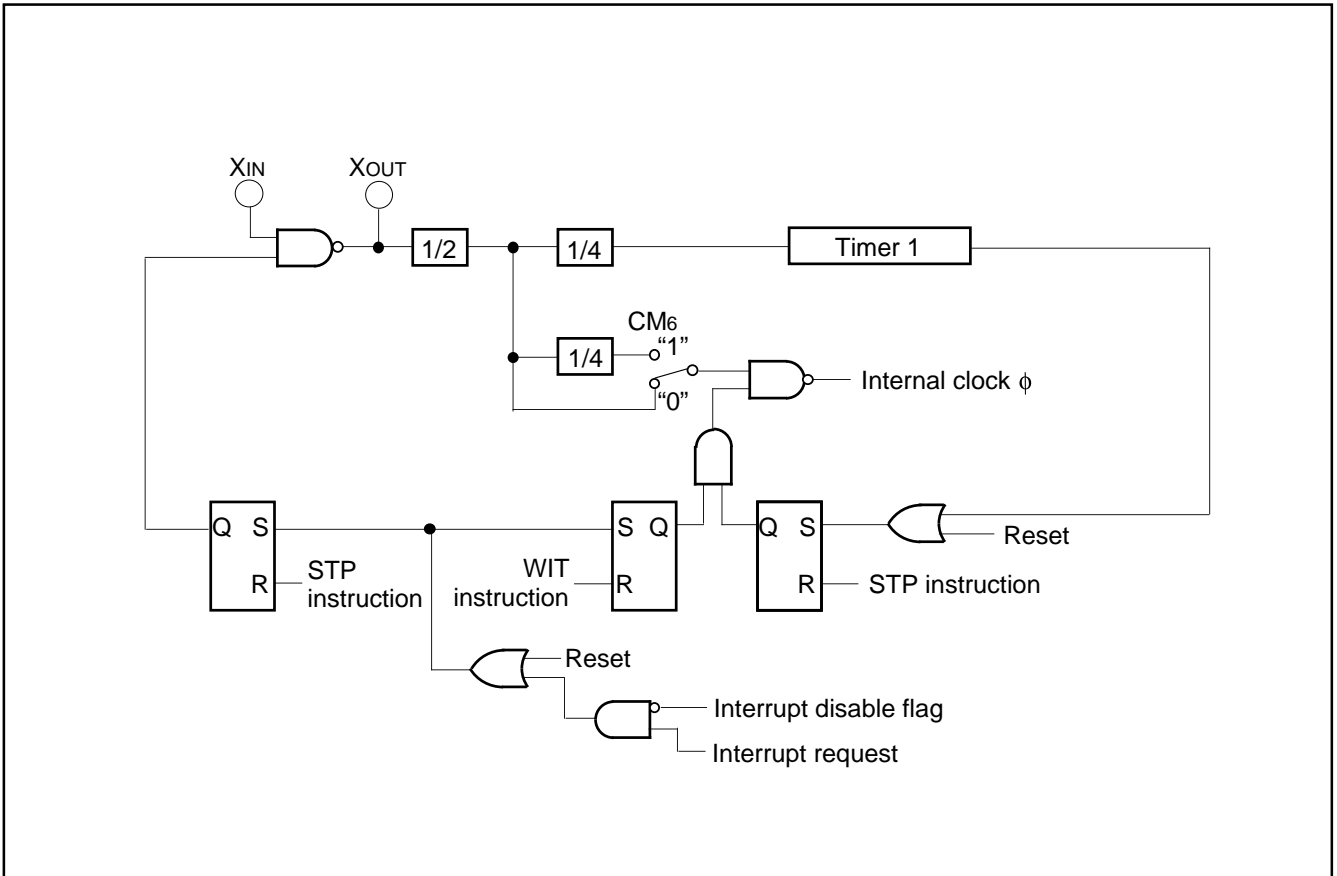 XIN
XOUT
1/2
1/4
Timer 1
CM6
“1”
1/4
“0”
Internal clock ϕ
Q S
R
STP
instruction
S Q
R
WIT
instruction
Q S
R
Reset
STP instruction
Reset
Interrupt disable flag
Interrupt request